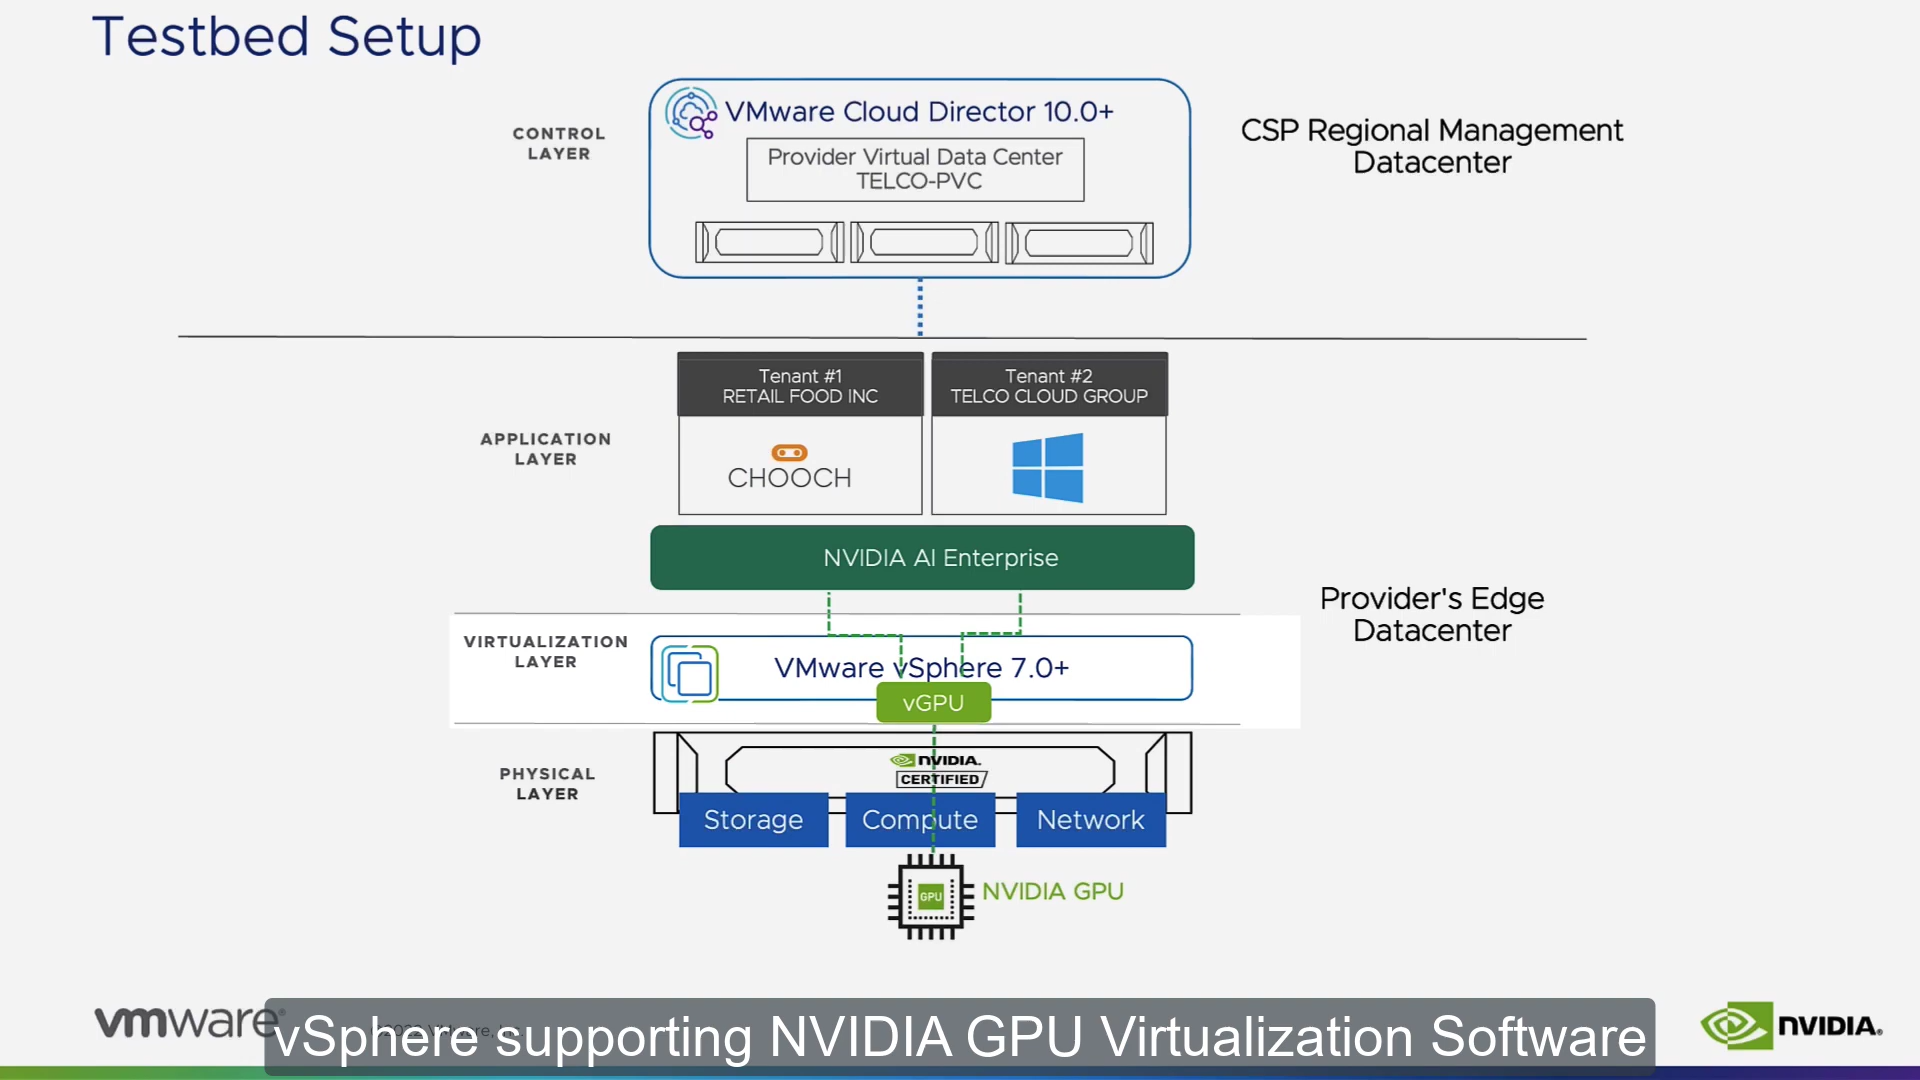 Testbed Setup
CONTROL
LAYER
VMware Cloud Director 10.0+
Provider Virtual Data Center
TELCO-PVC
CSP Regional Management
Datacenter
Tenant #1
RETAIL FOOD INC
Tenant #2
TELCO CLOUD GROUP
APPLICATION
LAYER
CHOOCH
NVIDIA AI Enterprise
Provider's Edge
Datacenter
VIRTUALIZATION
LAYER
VMware vSphere 7.0+
vGPU
PHYSICAL
LAYER
NVIDIA.
CERTIFIED
Storage
Compute
Network
GPU
NVIDIA GPU
vmware®
©2022 VMware, Inc.
vSphere supporting NVIDIA GPU Virtualization Software
NVIDIA.